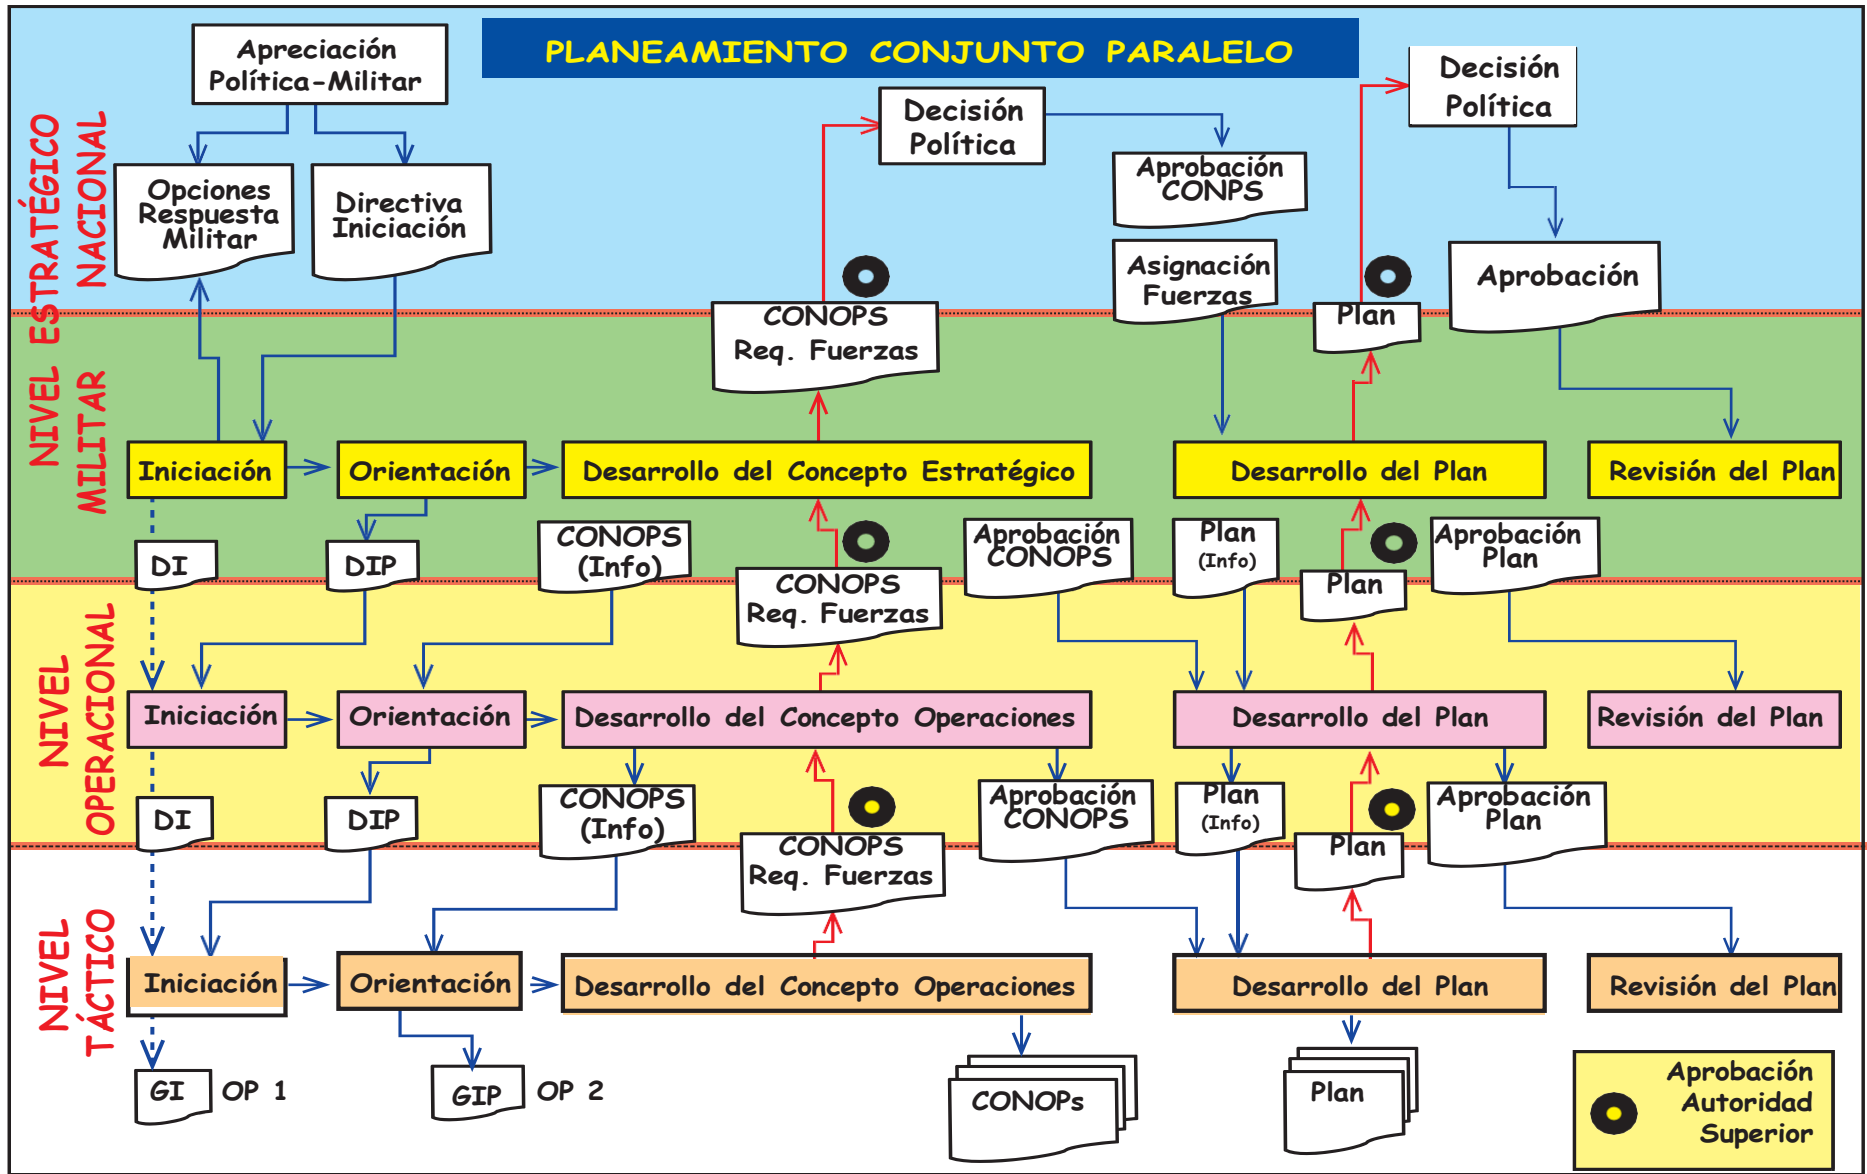 PLANEAMIENTO CONJUNTO PARALELO
NIVEL ESTRATÉGICO
NACIONAL
MILITAR
Apreciación
Política-Militar
Opciones
Respuesta
Militar
Directiva
Iniciación
Decisión
Política
Aprobación
CONPS
Asignación
Fuerzas
Decisión
Política
Aprobación
CONOPS
Req. Fuerzas
Plan
Iniciación
Orientación
Desarrollo del Concepto Estratégico
Desarrollo del Plan
Revisión del Plan
DI
DIP
CONOPS
(Info)
CONOPS
Req. Fuerzas
Aprobación
CONOPS
Plan
(Info)
Plan
Aprobación
Plan
NIVEL
OPERACIONAL
Iniciación
Orientación
Desarrollo del Concepto Operaciones
Desarrollo del Plan
Revisión del Plan
DI
DIP
CONOPS
(Info)
CONOPS
Req. Fuerzas
Aprobación
CONOPS
Plan
(Info)
Plan
Aprobación
Plan
NIVEL
TÁCTICO
Iniciación
Orientación
Desarrollo del Concepto Operaciones
Desarrollo del Plan
Revisión del Plan
GI
OP 1
GIP
OP 2
CONOPs
Plan
Aprobación
Autoridad
Superior